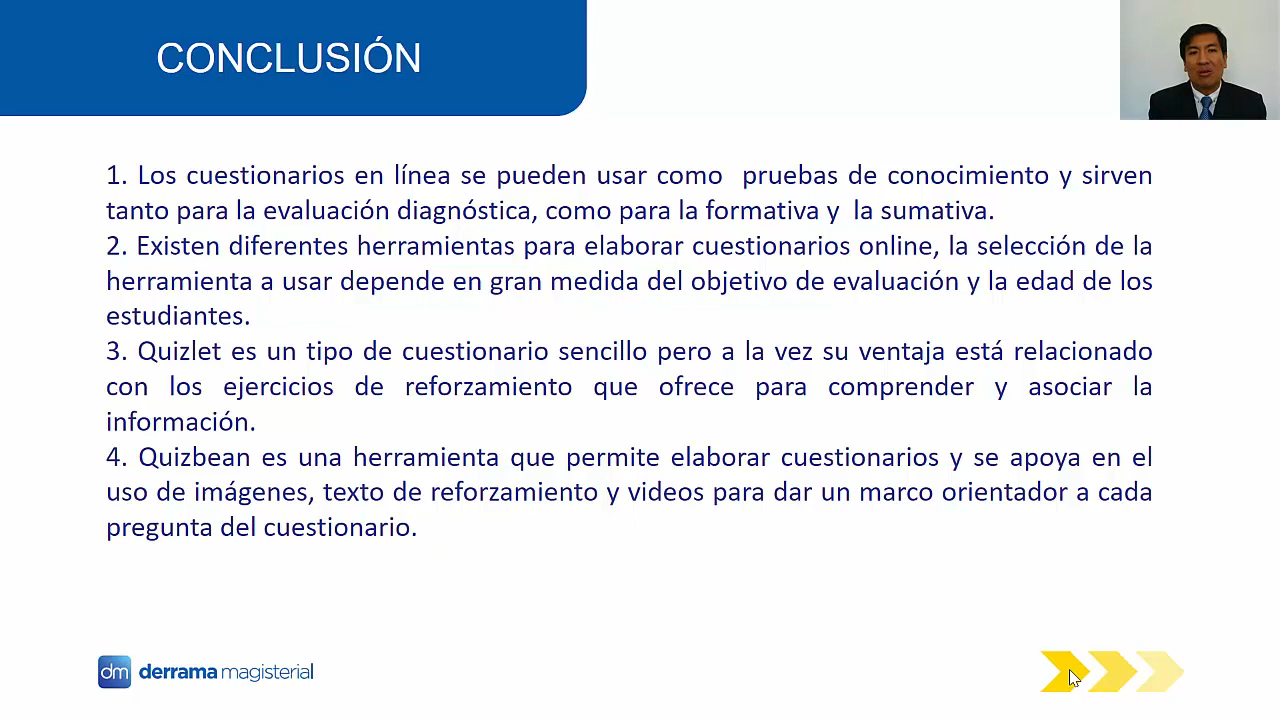 CONCLUSIÓN
1. Los cuestionarios en línea se pueden usar como pruebas de conocimiento y sirven
tanto para la evaluación diagnóstica, como para la formativa y la sumativa.
2. Existen diferentes herramientas para elaborar cuestionarios online, la selección de la
herramienta a usar depende en gran medida del objetivo de evaluación y la edad de los
estudiantes.
3. Quizlet es un tipo de cuestionario sencillo pero a la vez su ventaja está relacionado
con los ejercicios de reforzamiento que ofrece para comprender y asociar la
información.
4. Quizbean es una herramienta que permite elaborar cuestionarios y se apoya en el
uso de imágenes, texto de reforzamiento y videos para dar un marco orientador a cada
pregunta del cuestionario.
dm derrama magisterial